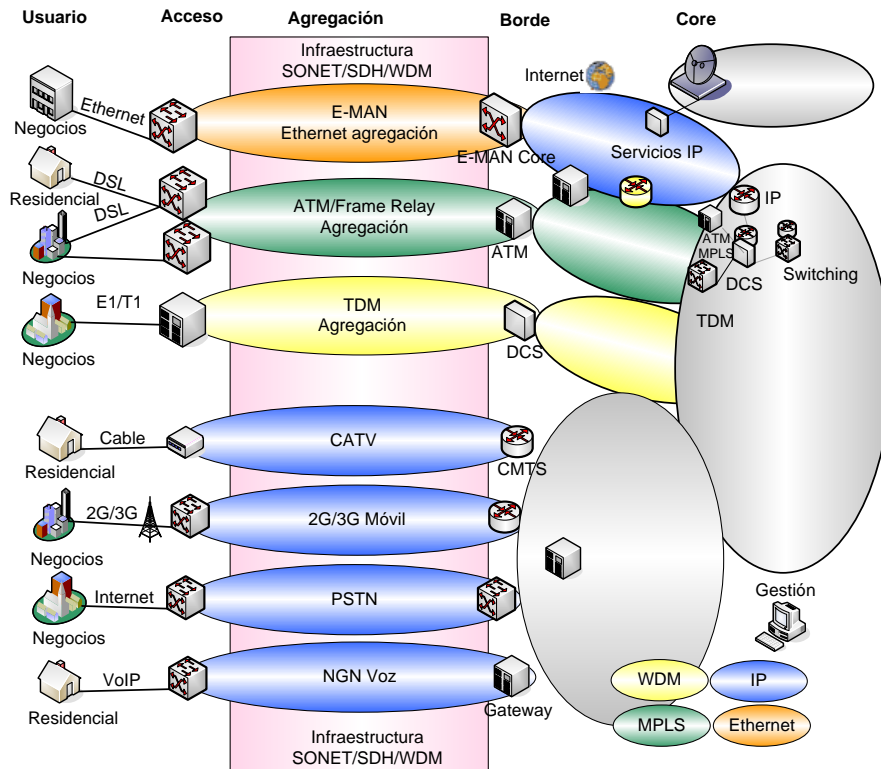 Usuario
Acceso
Agregación
Borde
Core
Infraestructura
SONET/SDH/WDM
Internet
Ethernet
Negocios
E-MAN
Ethernet agregación
E-MAN Core
Servicios IP
DSL
Residencial
DSL
Negocios
ATM/Frame Relay
Agregación
ATM
IP
ATM
MPLS
DCS
Switching
TDM
E1/T1
Negocios
TDM
Agregación
DCS
Cable
Residencial
CATV
CMTS
2G/3G
Negocios
2G/3G Móvil
Internet
Negocios
PSTN
Gestión
VoIP
Residencial
NGN Voz
Gateway
WDM
IP
MPLS
Ethernet
Infraestructura
SONET/SDH/WDM